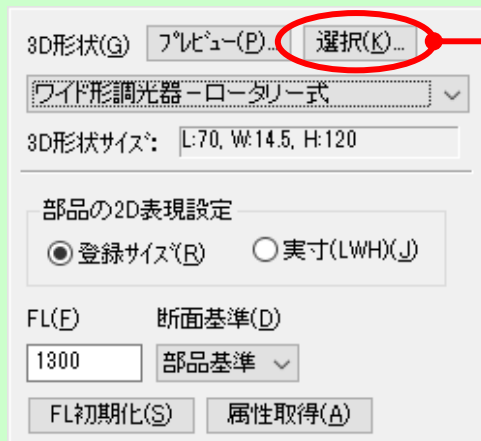 3D形状(G) ﾌﾟﾚﾋﾞｭｰ(P)... 選択(K)...
ワイド形調光器－ロータリー式
3D形状ｻｲｽﾞ: L:70, W:14.5, H:120
部品の2D表現設定
登録ｻｲｽﾞ(R) 実寸(LWH)(J)
FL(F) 断面基準(D)
1300 部品基準
FL初期化(S) 属性取得(A)